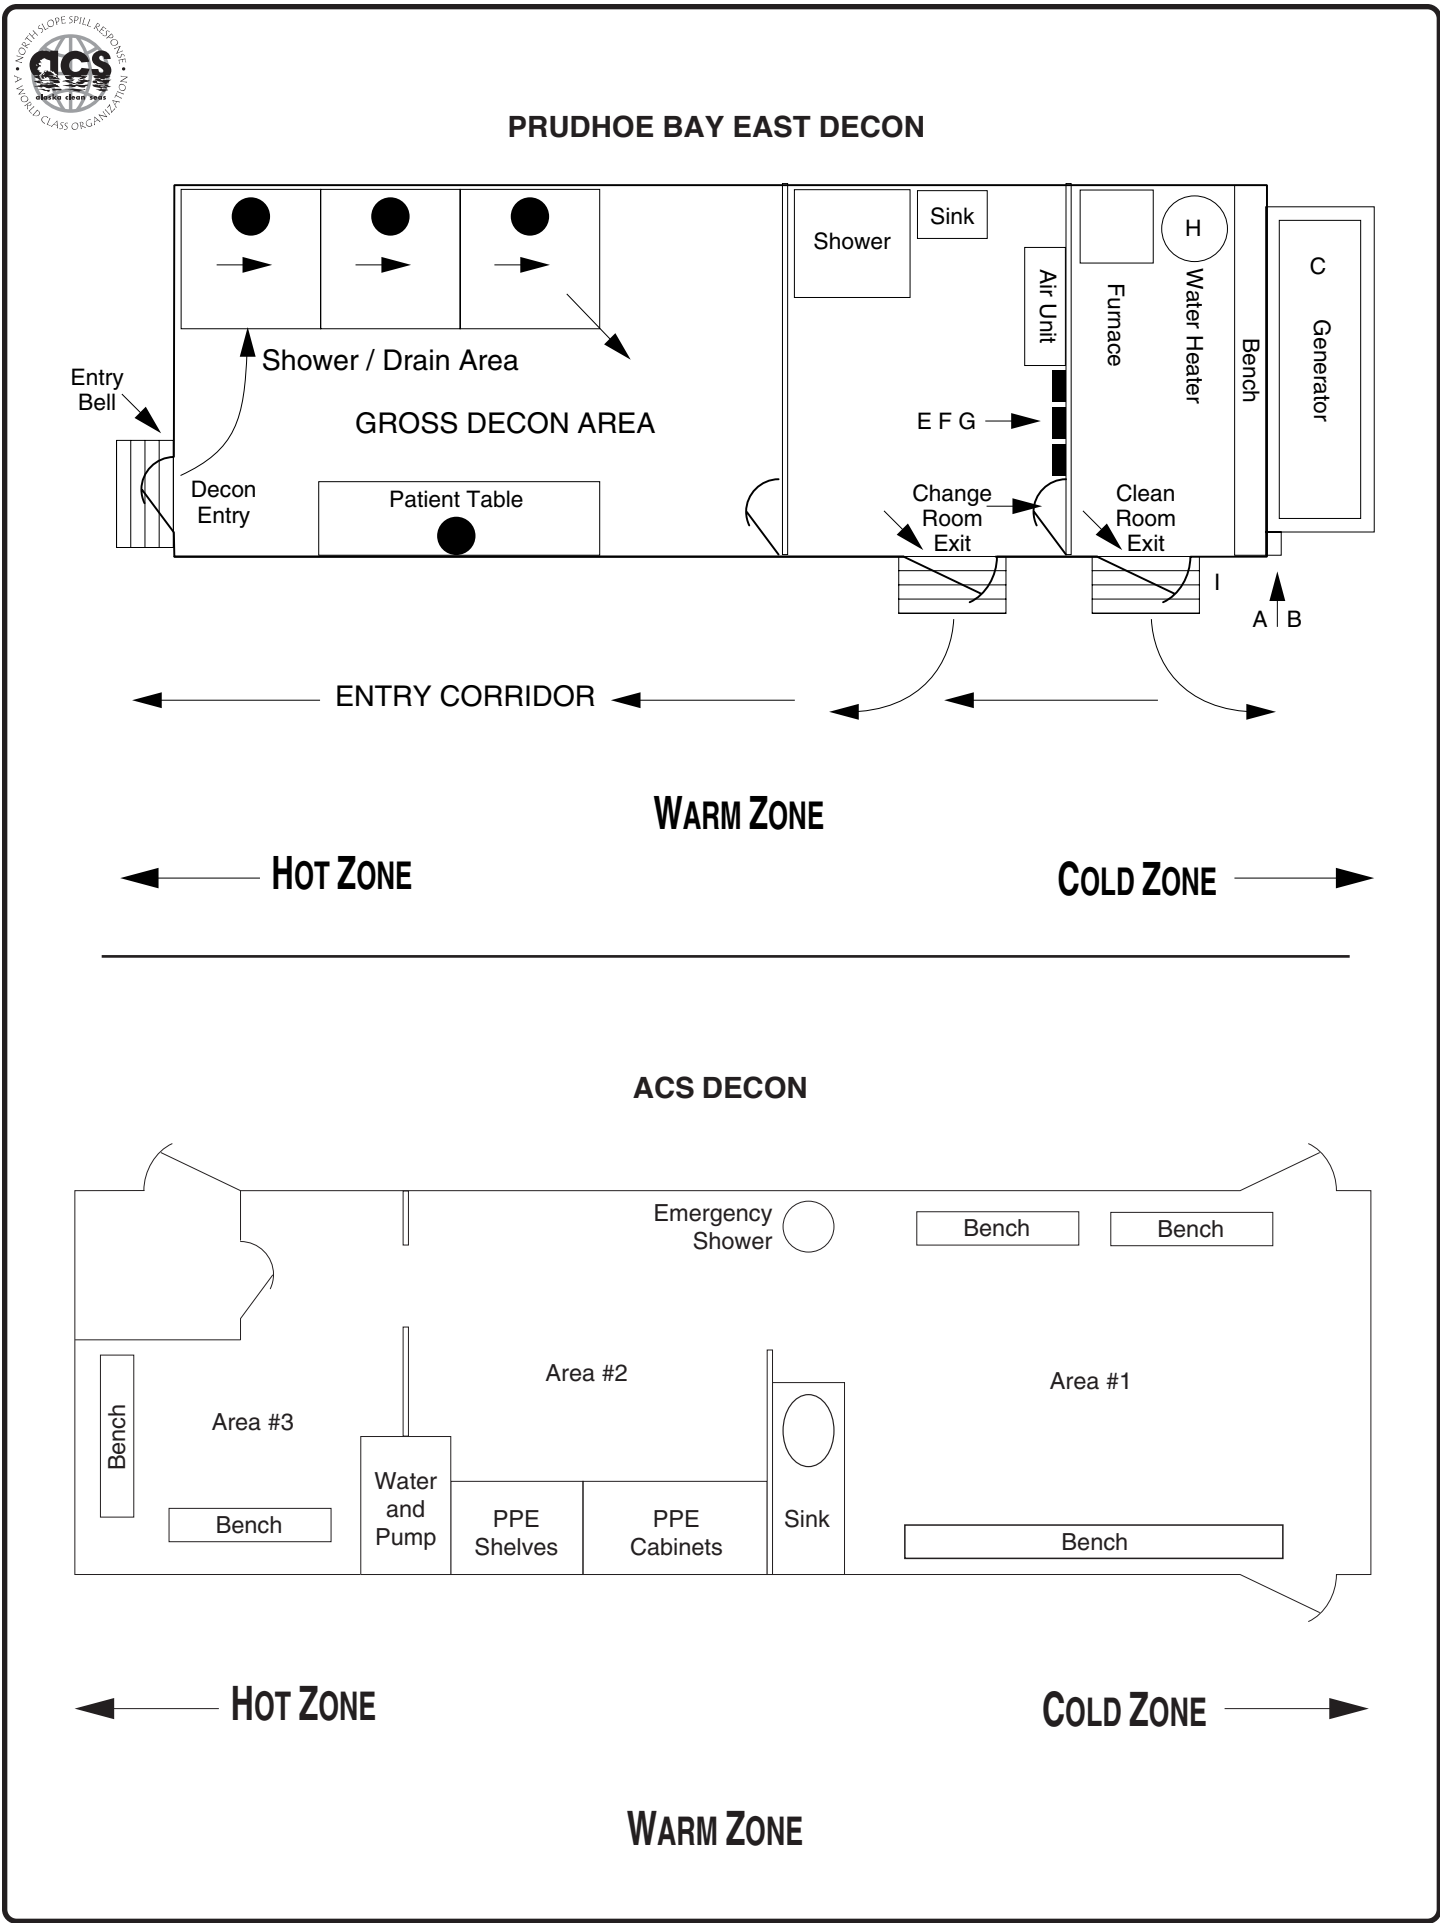 • NORTH SLOPE SPILL RESPONSE •
acs
alaska clean seas
A WORLD CLASS ORGANIZATION
PRUDHOE BAY EAST DECON
Shower
Sink
H
C
Air Unit
Furnace
Water Heater
Bench
Generator
Shower / Drain Area
Entry
Bell
GROSS DECON AREA
E F G
Decon
Entry
Patient Table
Change
Room
Exit
Clean
Room
Exit
I
A
B
ENTRY CORRIDOR
WARM ZONE
HOT ZONE
COLD ZONE
ACS DECON
Emergency
Shower
Bench
Bench
Area #2
Area #1
Area #3
Bench
Water
and
Pump
PPE
Shelves
PPE
Cabinets
Sink
Bench
Bench
HOT ZONE
COLD ZONE
WARM ZONE